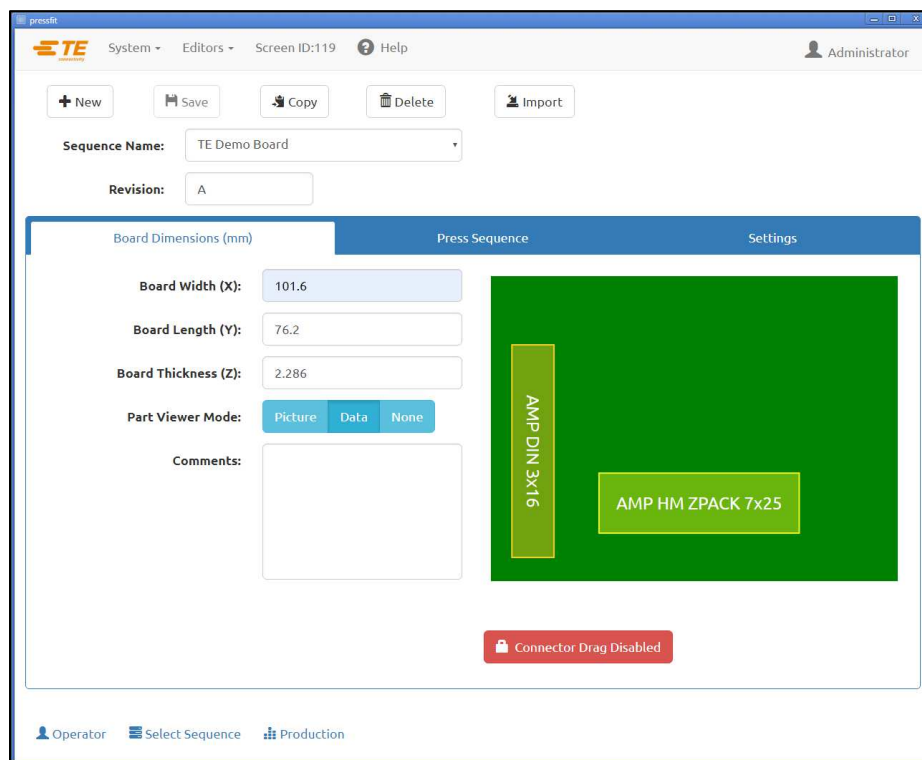 pressfit
TE connectivity System Editors Screen ID:119 Help Administrator
New Save Copy Delete Import
Sequence Name: TE Demo Board
Revision: A
Board Dimensions (mm) Press Sequence Settings
Board Width (X): 101.6
Board Length (Y): 76.2
Board Thickness (Z): 2.286
Part Viewer Mode: Picture Data None
Comments:
AMP DIN 3x16
AMP HM ZPACK 7x25
Connector Drag Disabled
Operator Select Sequence Production